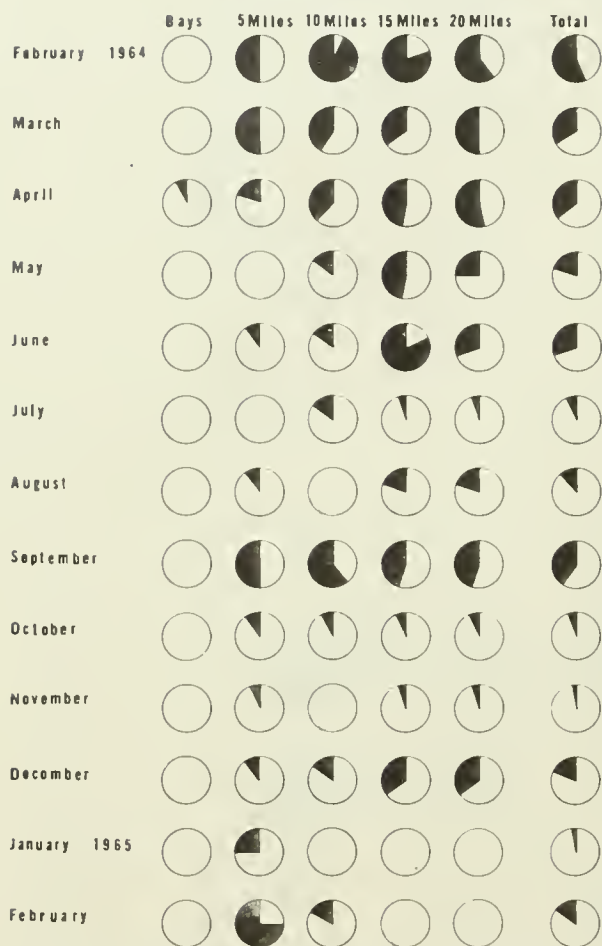 Bays 5 Miles 10 Miles 15 Miles 20 Miles Total
February 1964
March
April
May
June
July
August
September
October
November
December
January 1965
February